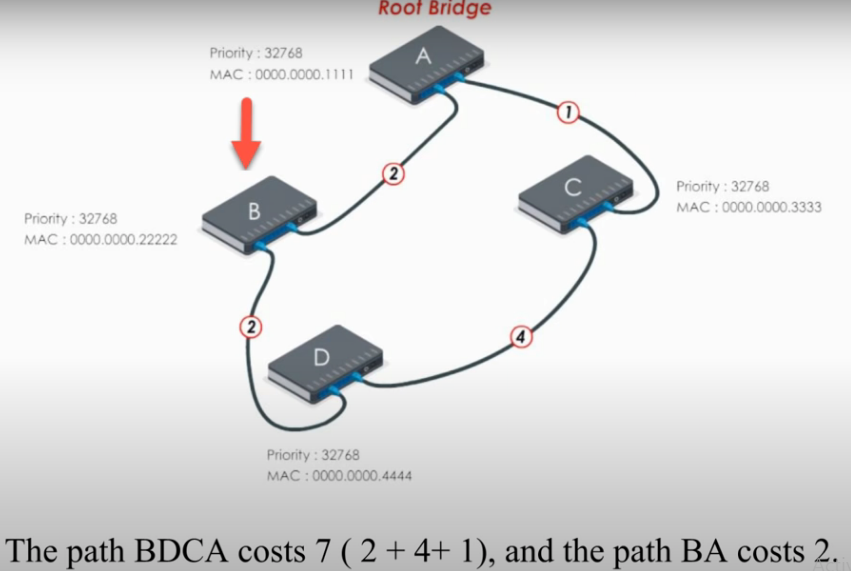 Root Bridge
Priority : 32768
MAC : 0000.0000.1111
A
1
2
C
Priority : 32768
MAC : 0000.0000.3333
B
Priority : 32768
MAC : 0000.0000.22222
2
4
D
Priority : 32768
MAC : 0000.0000.4444
The path BDCA costs 7 ( 2 + 4+ 1), and the path BA costs 2.